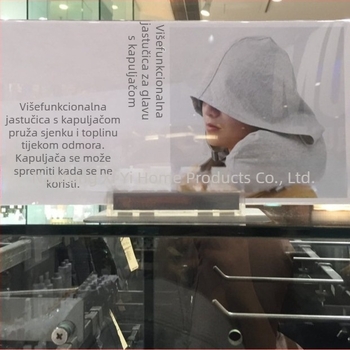 Višefunkcionalna
jastučica s kapuljačom
pruža sjenku i toplinu
tijekom odmora.
Kapuljača se može
spremiti kada se ne
koristi.
Višefunkcionalna
jastučica za glavu
s kapuljačom
Yi Home Products Co., Ltd.